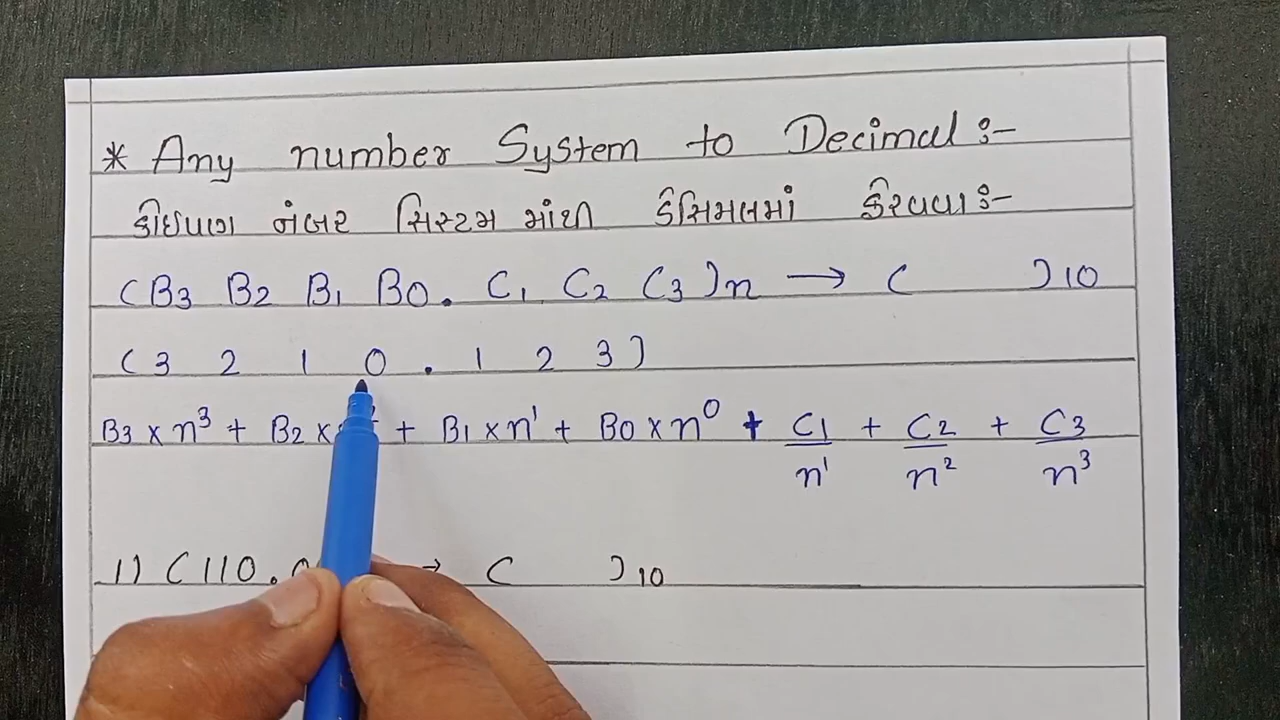 * Any number System to Decimal :-
કોઇપણ નંબર સિસ્ટમ માંથી ડેસિમલમાં ફેરવવા :-
(B3 B2 B1 B0 . C1 C2 C3)n → ( )10
(3 2 1 0 . 1 2 3)
B3 × n³ + B2 × + B1 × n¹ + B0 × n⁰ + C1/n¹ + C2/n² + C3/n³
1) (110.0 → ( )10